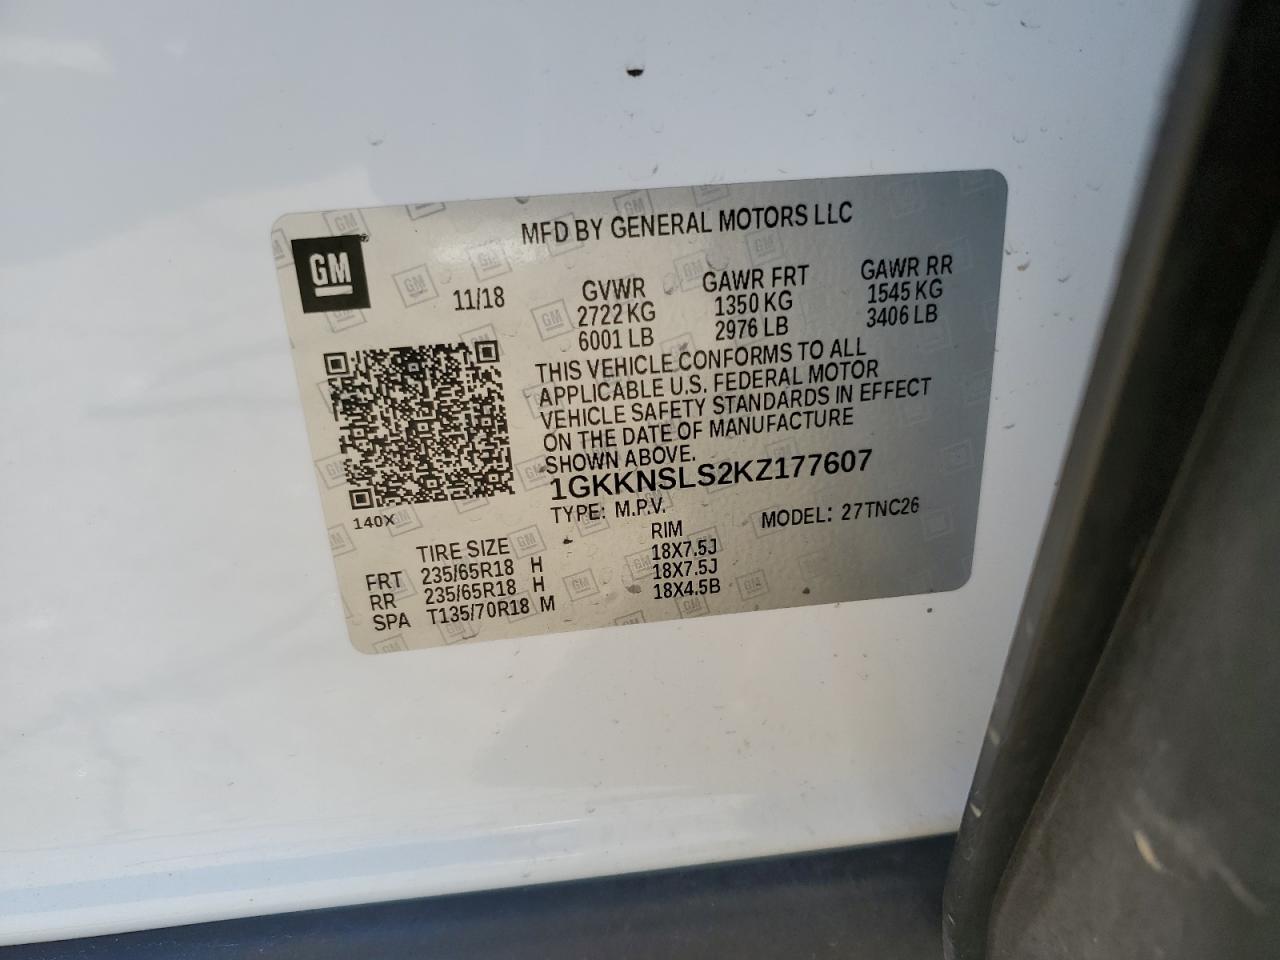 MFD BY GENERAL MOTORS LLC
GM®
11/18
GVWR GAWR FRT GAWR RR
2722 KG 1350 KG 1545 KG
6001 LB 2976 LB 3406 LB
THIS VEHICLE CONFORMS TO ALL
APPLICABLE U.S. FEDERAL MOTOR
VEHICLE SAFETY STANDARDS IN EFFECT
ON THE DATE OF MANUFACTURE
SHOWN ABOVE.
1GKKNSLS2KZ177607
TYPE: M.P.V. MODEL: 27TNC26
140X
TIRE SIZE RIM
FRT 235/65R18 H 18X7.5J
RR 235/65R18 H 18X7.5J
SPA T135/70R18 M 18X4.5B